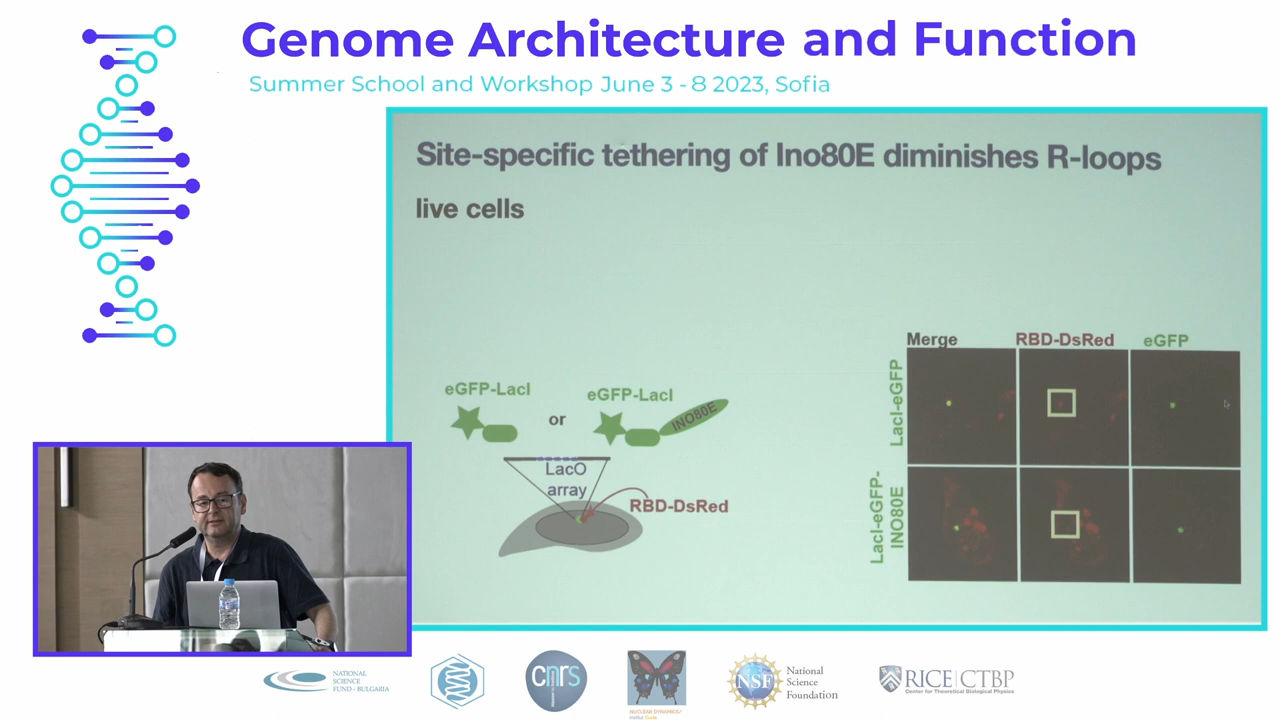 Genome Architecture and Function
Summer School and Workshop June 3 - 8 2023, Sofia
Site-specific tethering of Ino80E diminishes R-loops
live cells
eGFP-LacI
or
eGFP-LacI
INO80E
LacO
array
RBD-DsRed
Merge
RBD-DsRed
eGFP
LacI-eGFP
LacI-eGFP-
INO80E
NATIONAL
SCIENCE
FUND - BULGARIA
cnrs
NUCLEAR DYNAMICS
NSF
National
Science
Foundation
RICE | CTBP
Center for Theoretical Biological Physics